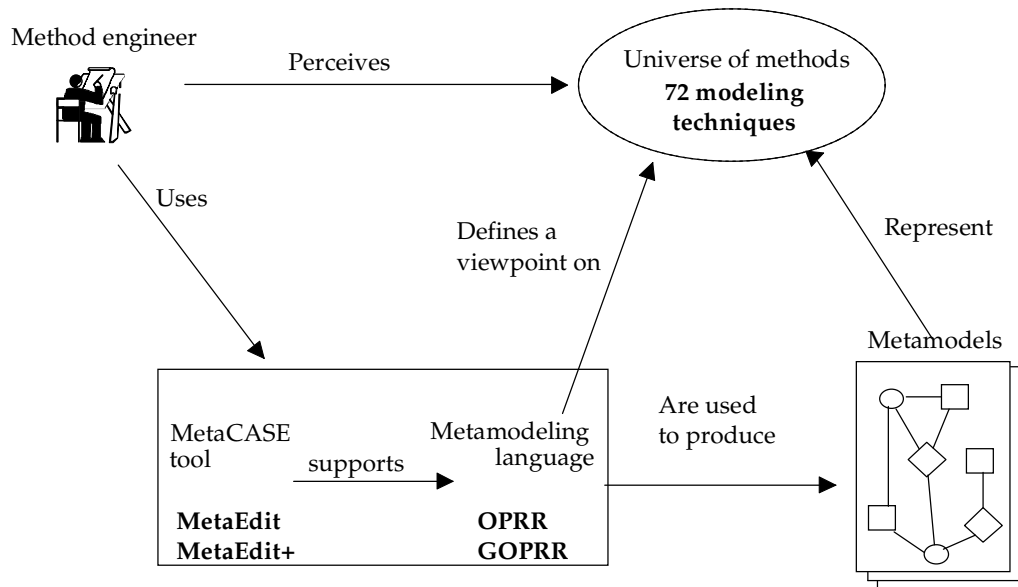 Method engineer
Perceives
Universe of methods
72 modeling
techniques
Uses
Defines a
viewpoint on
Represent
Metamodels
MetaCASE
tool
supports
Metamodeling
language
MetaEdit
MetaEdit+
OPRR
GOPRR
Are used
to produce